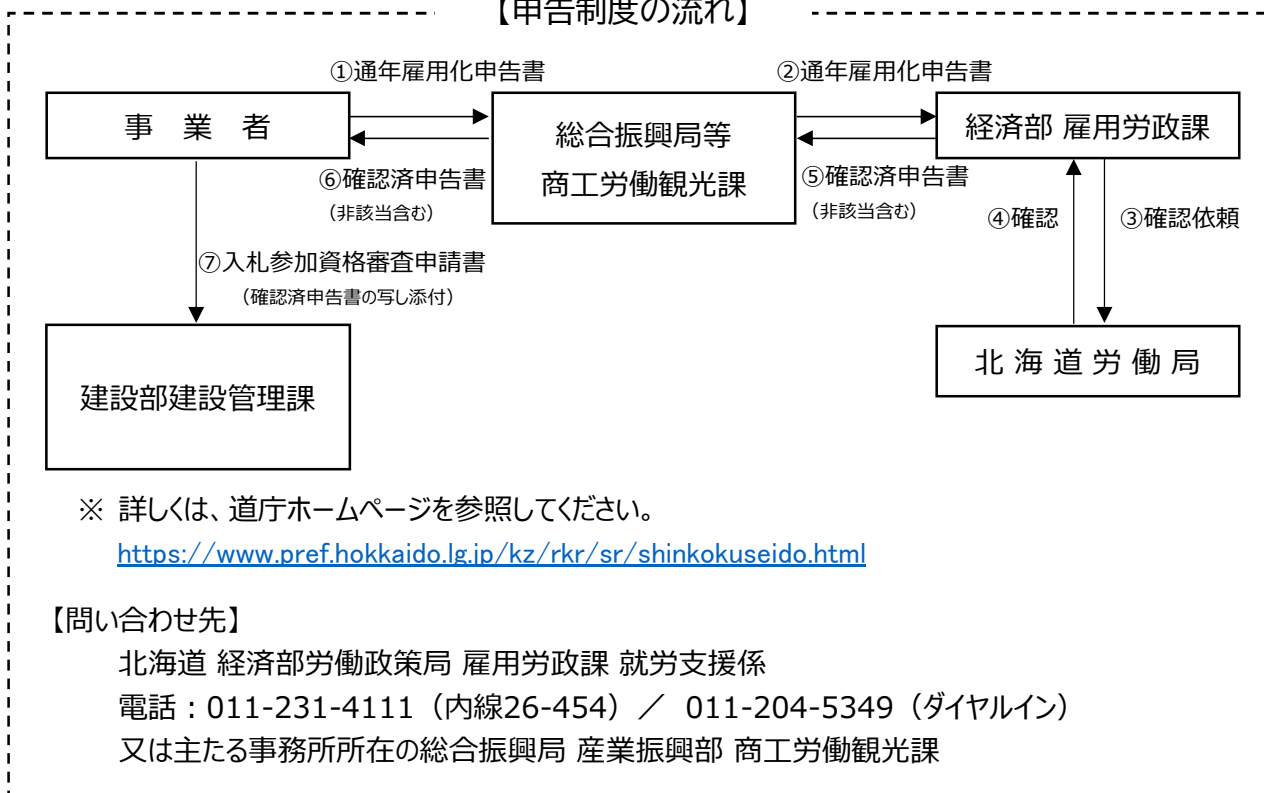 【申告制度の流れ】
①通年雇用化申告書
②通年雇用化申告書
事 業 者
総合振興局等
商工労働観光課
経済部 雇用労政課
⑥確認済申告書
(非該当含む)
⑤確認済申告書
(非該当含む)
④確認
③確認依頼
⑦入札参加資格審査申請書
(確認済申告書の写し添付)
建設部建設管理課
北 海 道 労 働 局
※ 詳しくは、道庁ホームページを参照してください。
https://www.pref.hokkaido.lg.jp/kz/rkr/sr/shinkokuseido.html
【問い合わせ先】
北海道 経済部労働政策局 雇用労政課 就労支援係
電話：011-231-4111（内線26-454）／ 011-204-5349（ダイヤルイン）
又は主たる事務所所在の総合振興局 産業振興部 商工労働観光課